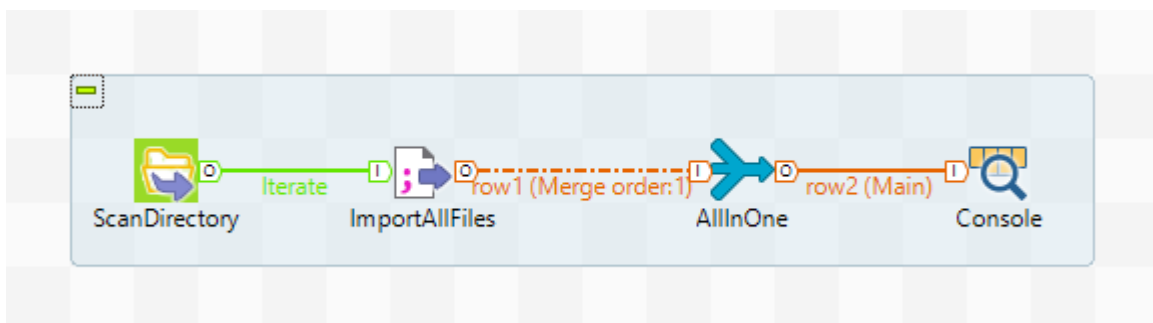 O Iterate I O row1 (Merge order:1) I O row2 (Main) I
ScanDirectory ImportAllFiles AllInOne Console